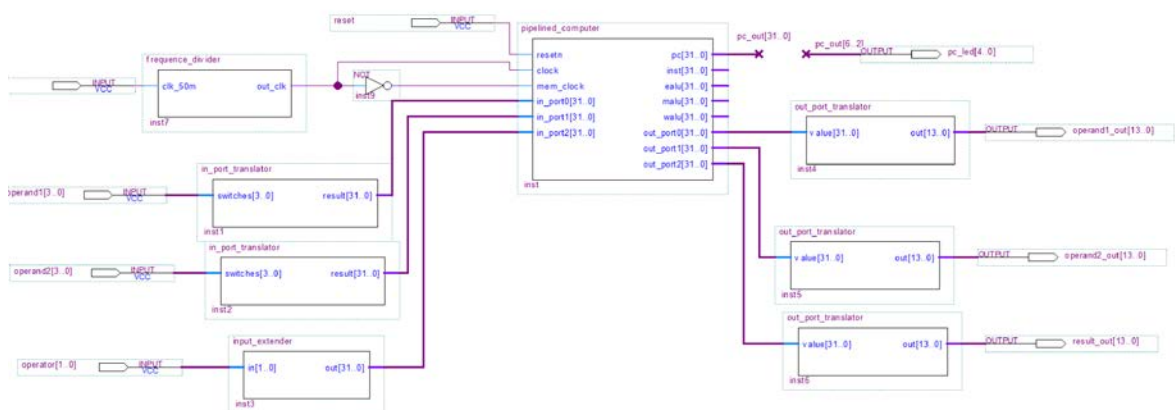 reset
INPUT
VCC
pipelined_computer
resetn
clock
mem_clock
in_port0[31..0]
in_port1[31..0]
in_port2[31..0]
pc[31..0]
inst[31..0]
ealu[31..0]
malu[31..0]
walu[31..0]
out_port0[31..0]
out_port1[31..0]
out_port2[31..0]
inst
pc_out[31..0]
pc_out[6..2]
OUTPUT
pc_led[4..0]
INPUT
VCC
frequence_divider
clk_50m
out_clk
inst7
NOT
inst9
out_port_translator
value[31..0]
out[13..0]
inst4
OUTPUT
operand1_out[13..0]
operand1[3..0]
INPUT
VCC
in_port_translator
switches[3..0]
result[31..0]
inst1
operand2[3..0]
INPUT
VCC
in_port_translator
switches[3..0]
result[31..0]
inst2
out_port_translator
value[31..0]
out[13..0]
inst5
OUTPUT
operand2_out[13..0]
operator[1..0]
INPUT
VCC
input_extender
in[1..0]
out[31..0]
inst3
out_port_translator
value[31..0]
out[13..0]
inst6
OUTPUT
result_out[13..0]